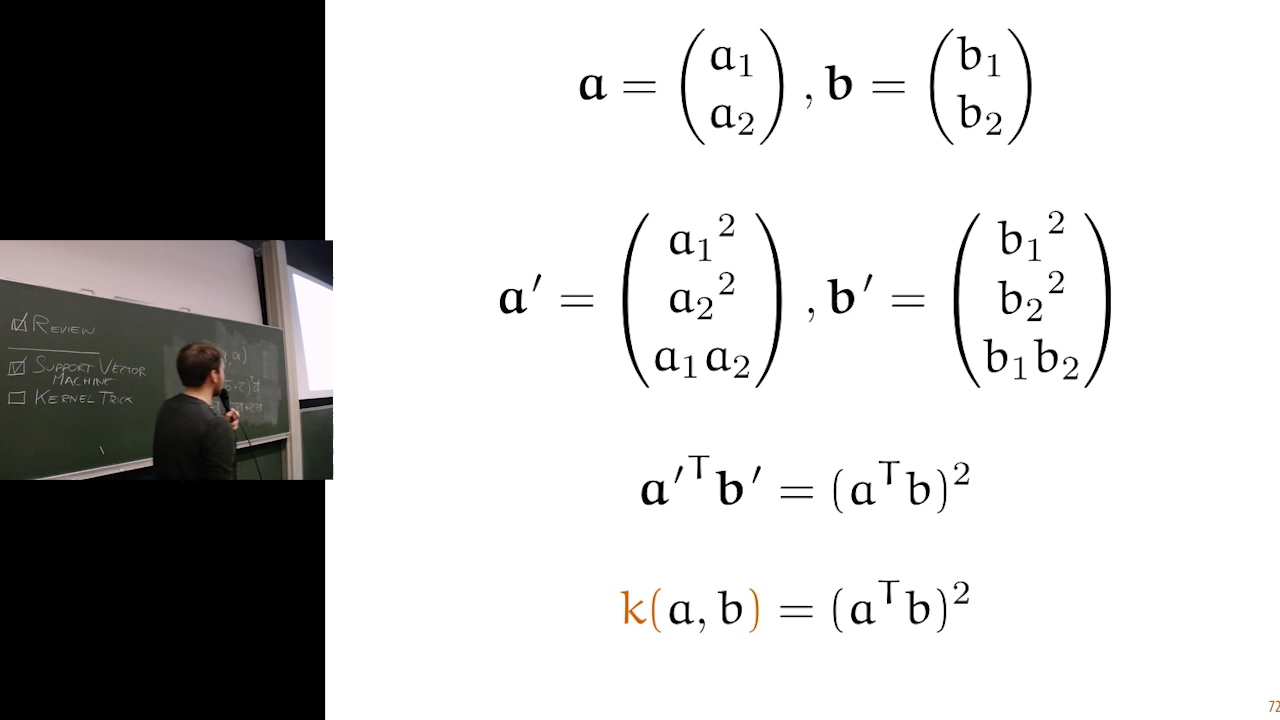 a = (a₁ a₂), b = (b₁ b₂)
a′ = (a₁² a₂² a₁a₂), b′ = (b₁² b₂² b₁b₂)
a′ᵀb′ = (aᵀb)²
k(a, b) = (aᵀb)²
72
☑ REVIEW
☑ SUPPORT VECTOR
MACHINE
☐ KERNEL TRICK